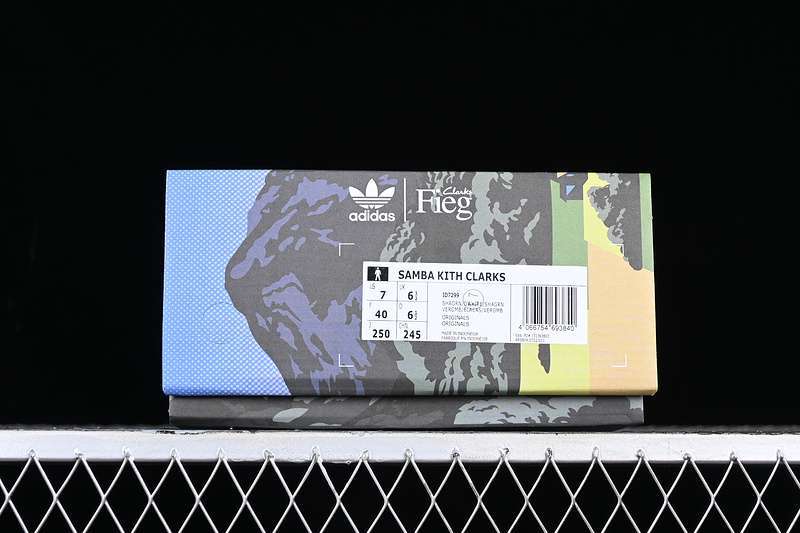 adidas
Clarks
Fieg
SAMBA KITH CLARKS
US UK
7 6½
F D
40 6½
J CHN
250 245
ID7299
ORIGINALS
ORIGINALS
4 066754 693840